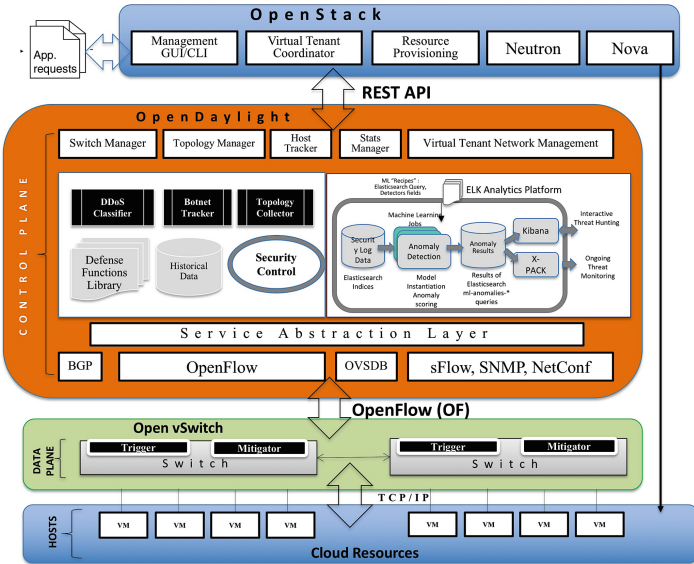 OpenStack
App.
requests
Management
GUI/CLI
Virtual Tenant
Coordinator
Resource
Provisioning
Neutron
Nova
REST API
OpenDaylight
CONTROL PLANE
Switch Manager
Topology Manager
Host
Tracker
Stats
Manager
Virtual Tenant Network Management
DDoS
Classifier
Botnet
Tracker
Topology
Collector
Defense
Functions
Library
Historical
Data
Security
Control
ML "Recipes" :
Elasticsearch Query,
Detectors fields
ELK Analytics Platform
Machine Learning
Jobs
Securit
y Log
Data
Anomaly
Detection
Anomaly
Results
Kibana
X-
PACK
Interactive
Threat Hunting
Ongoing
Threat
Monitoring
Elasticsearch
Indices
Model
Instantiation
Anomaly
scoring
Results of
Elasticsearch
ml-anomalies-*
queries
Service Abstraction Layer
BGP
OpenFlow
OVSDB
sFlow, SNMP, NetConf
OpenFlow (OF)
Open vSwitch
DATA
PLANE
Trigger
Mitigator
Switch
Trigger
Mitigator
Switch
TCP/IP
HOSTS
VM
VM
VM
VM
VM
VM
VM
VM
Cloud Resources